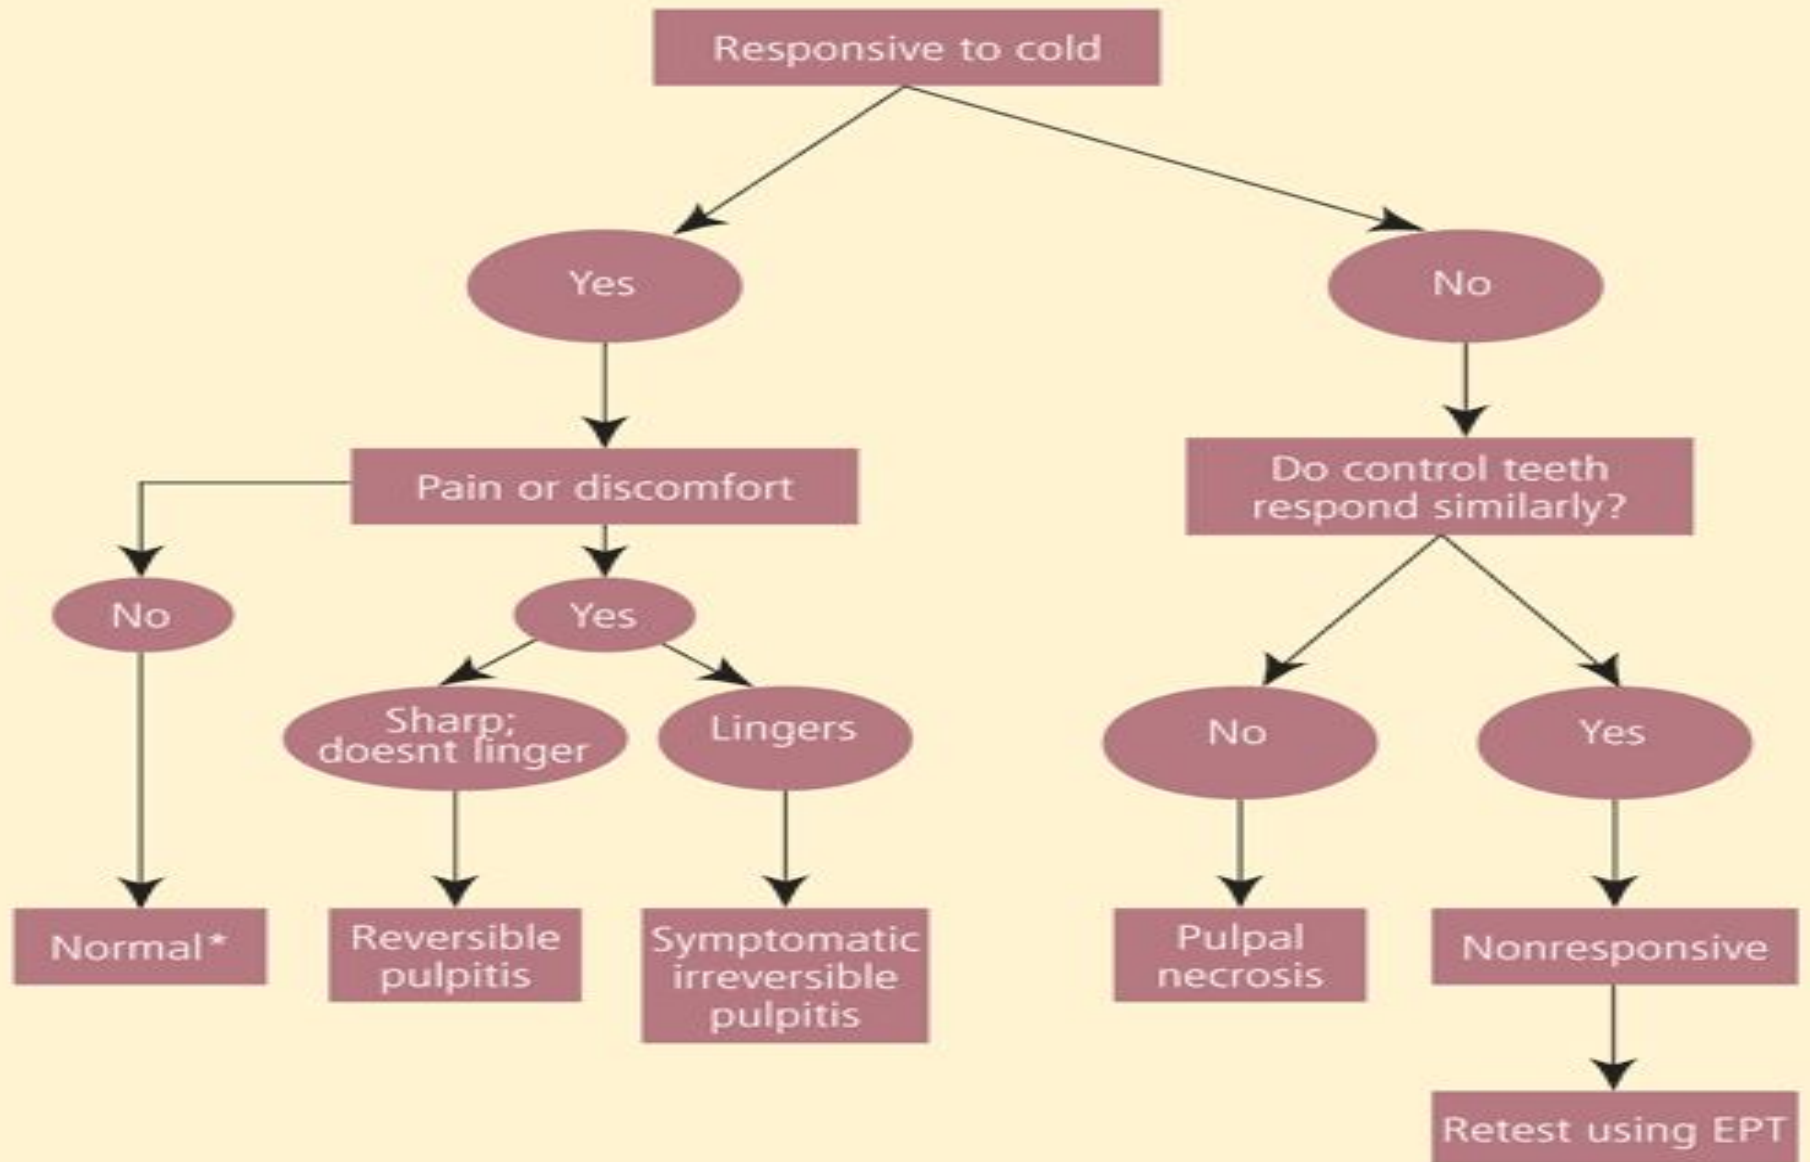 Responsive to cold
Yes
No
Pain or discomfort
Do control teeth
respond similarly?
No
Yes
Sharp;
doesnt linger
Lingers
No
Yes
Normal*
Reversible
pulpitis
Symptomatic
irreversible
pulpitis
Pulpal
necrosis
Nonresponsive
Retest using EPT